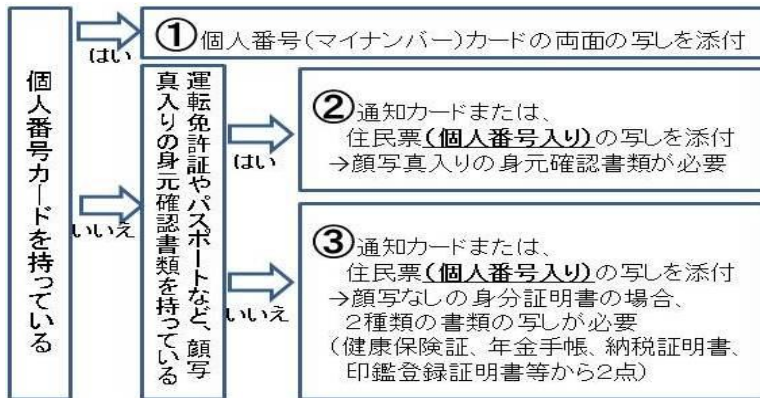 個人番号カードを持っている
はい
①個人番号(マイナンバー)カードの両面の写しを添付
いいえ
運転免許証やパスポートなど、顔写
真入りの身元確認書類を持っている
はい
②通知カードまたは、
住民票(個人番号入り)の写しを添付
→顔写真入りの身元確認書類が必要
いいえ
③通知カードまたは、
住民票(個人番号入り)の写しを添付
→顔写なしの身分証明書の場合、
2種類の書類の写しが必要
(健康保険証、年金手帳、納税証明書、
印鑑登録証明書等から2点)